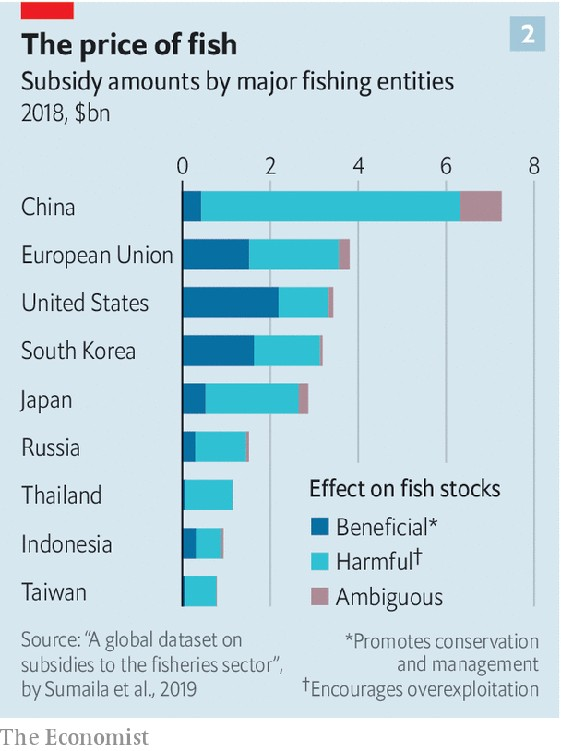 The price of fish
2
Subsidy amounts by major fishing entities
2018, $bn
0 2 4 6 8
China
European Union
United States
South Korea
Japan
Russia
Thailand
Indonesia
Taiwan
Effect on fish stocks
Beneficial*
Harmful†
Ambiguous
Source: “A global dataset on
subsidies to the fisheries sector”,
by Sumaila et al., 2019
*Promotes conservation
and management
†Encourages overexploitation
The Economist